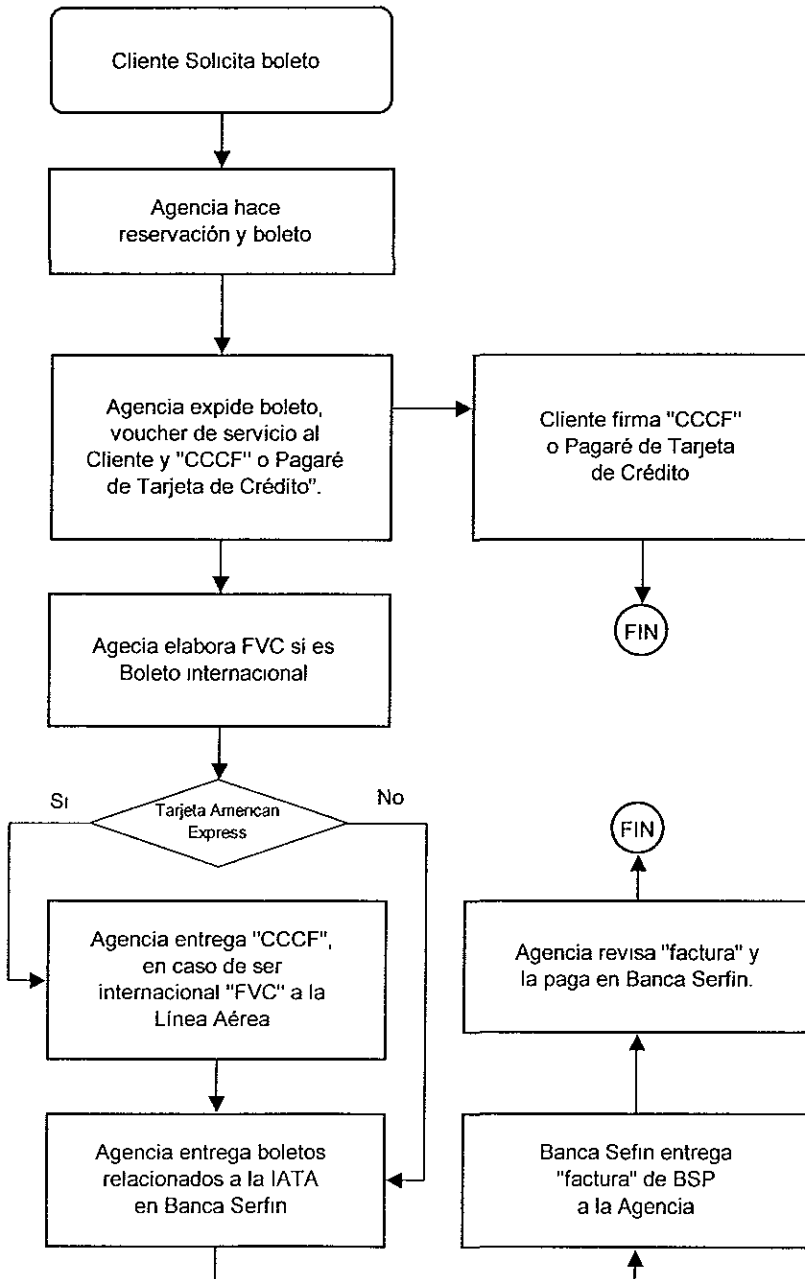 Cliente Solicita boleto
Agencia hace
reservación y boleto
Agencia expide boleto,
voucher de servicio al
Cliente y "CCCF" o Pagaré
de Tarjeta de Crédito".
Cliente firma "CCCF"
o Pagaré de Tarjeta
de Crédito
FIN
Agecia elabora FVC si es
Boleto internacional
Si
Tarjeta American
Express
No
Agencia entrega "CCCF",
en caso de ser
internacional "FVC" a la
Línea Aérea
Agencia entrega boletos
relacionados a la IATA
en Banca Serfin
FIN
Agencia revisa "factura" y
la paga en Banca Serfin.
Banca Sefin entrega
"factura" de BSP
a la Agencia